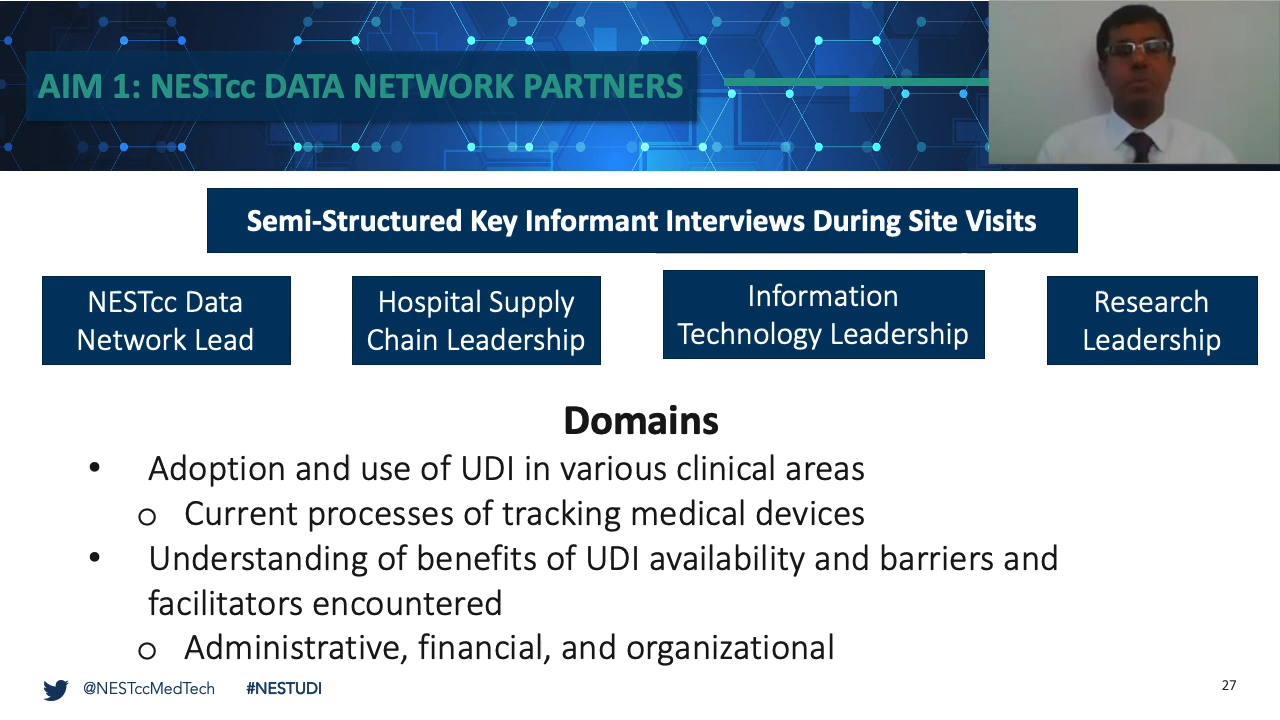 AIM 1: NESTcc DATA NETWORK PARTNERS
Semi-Structured Key Informant Interviews During Site Visits
NESTcc Data
Network Lead
Hospital Supply
Chain Leadership
Information
Technology Leadership
Research
Leadership
Domains
• Adoption and use of UDI in various clinical areas
o Current processes of tracking medical devices
• Understanding of benefits of UDI availability and barriers and
facilitators encountered
o Administrative, financial, and organizational
@NESTccMedTech #NESTUDI
27